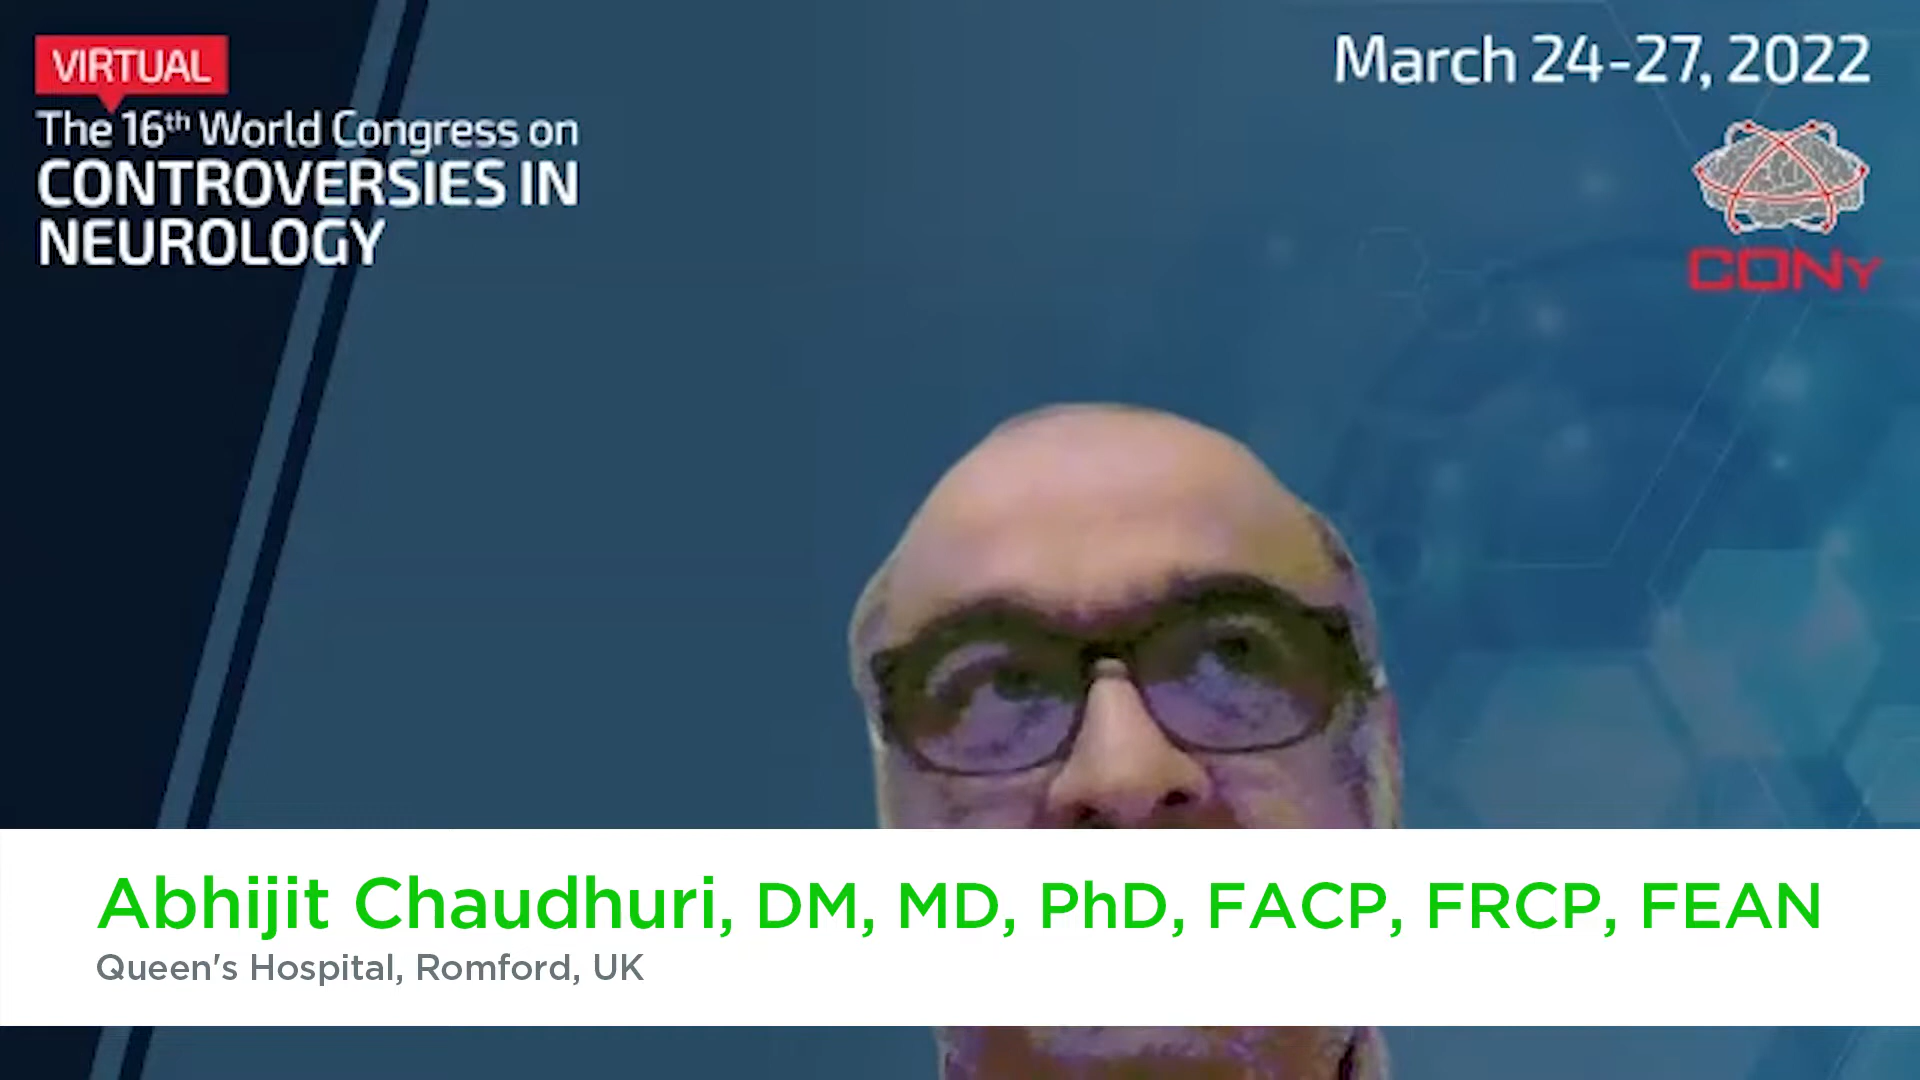 VIRTUAL
The 16th World Congress on
CONTROVERSIES IN
NEUROLOGY
March 24-27, 2022
CONy
Abhijit Chaudhuri, DM, MD, PhD, FACP, FRCP, FEAN
Queen's Hospital, Romford, UK